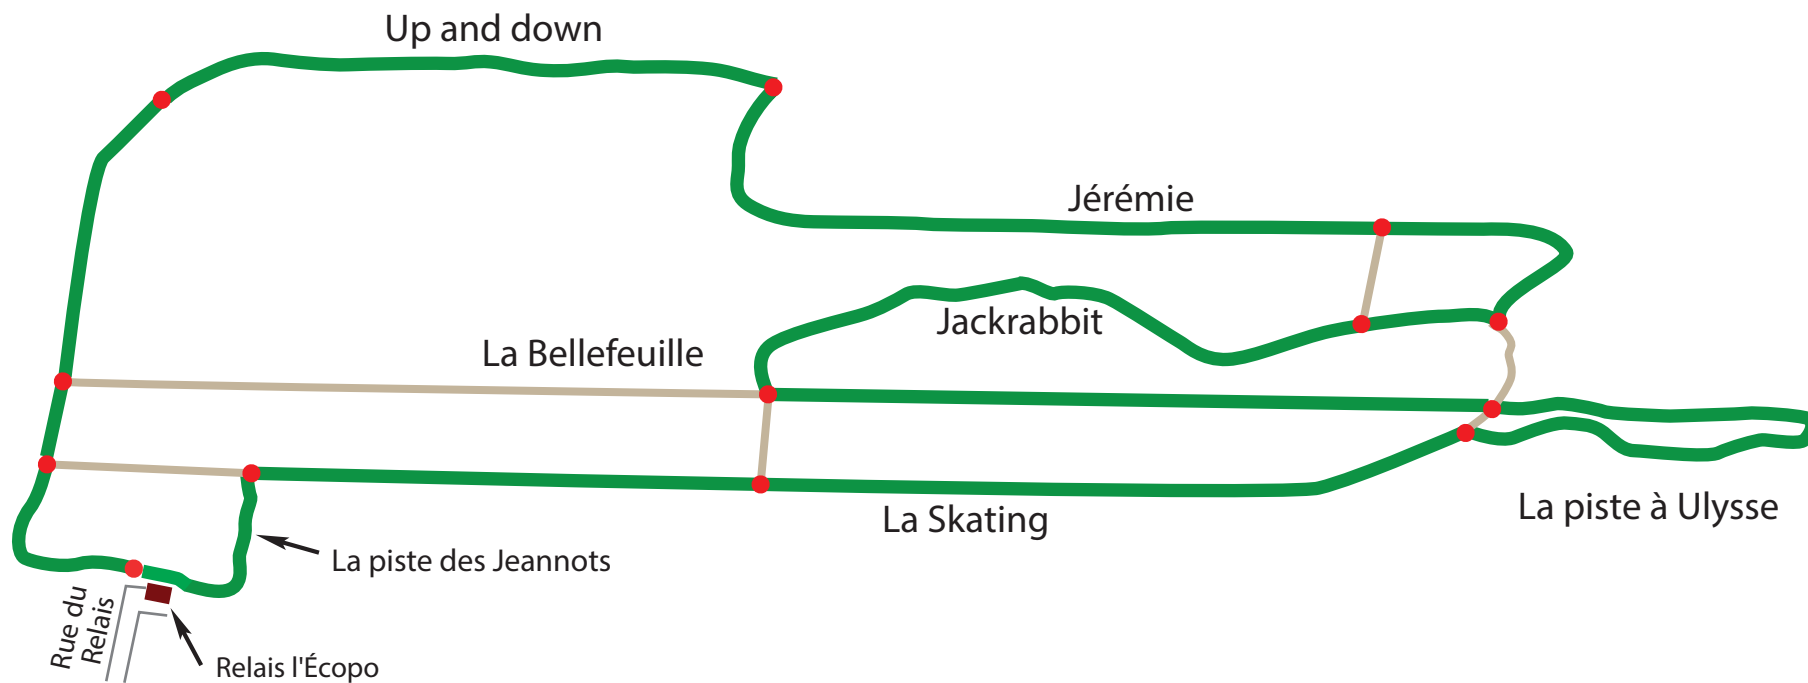 Up and down
Jérémie
Jackrabbit
La Bellefeuille
La Skating
La piste à Ulysse
La piste des Jeannots
Rue du
Relais
Relais l'Écopo